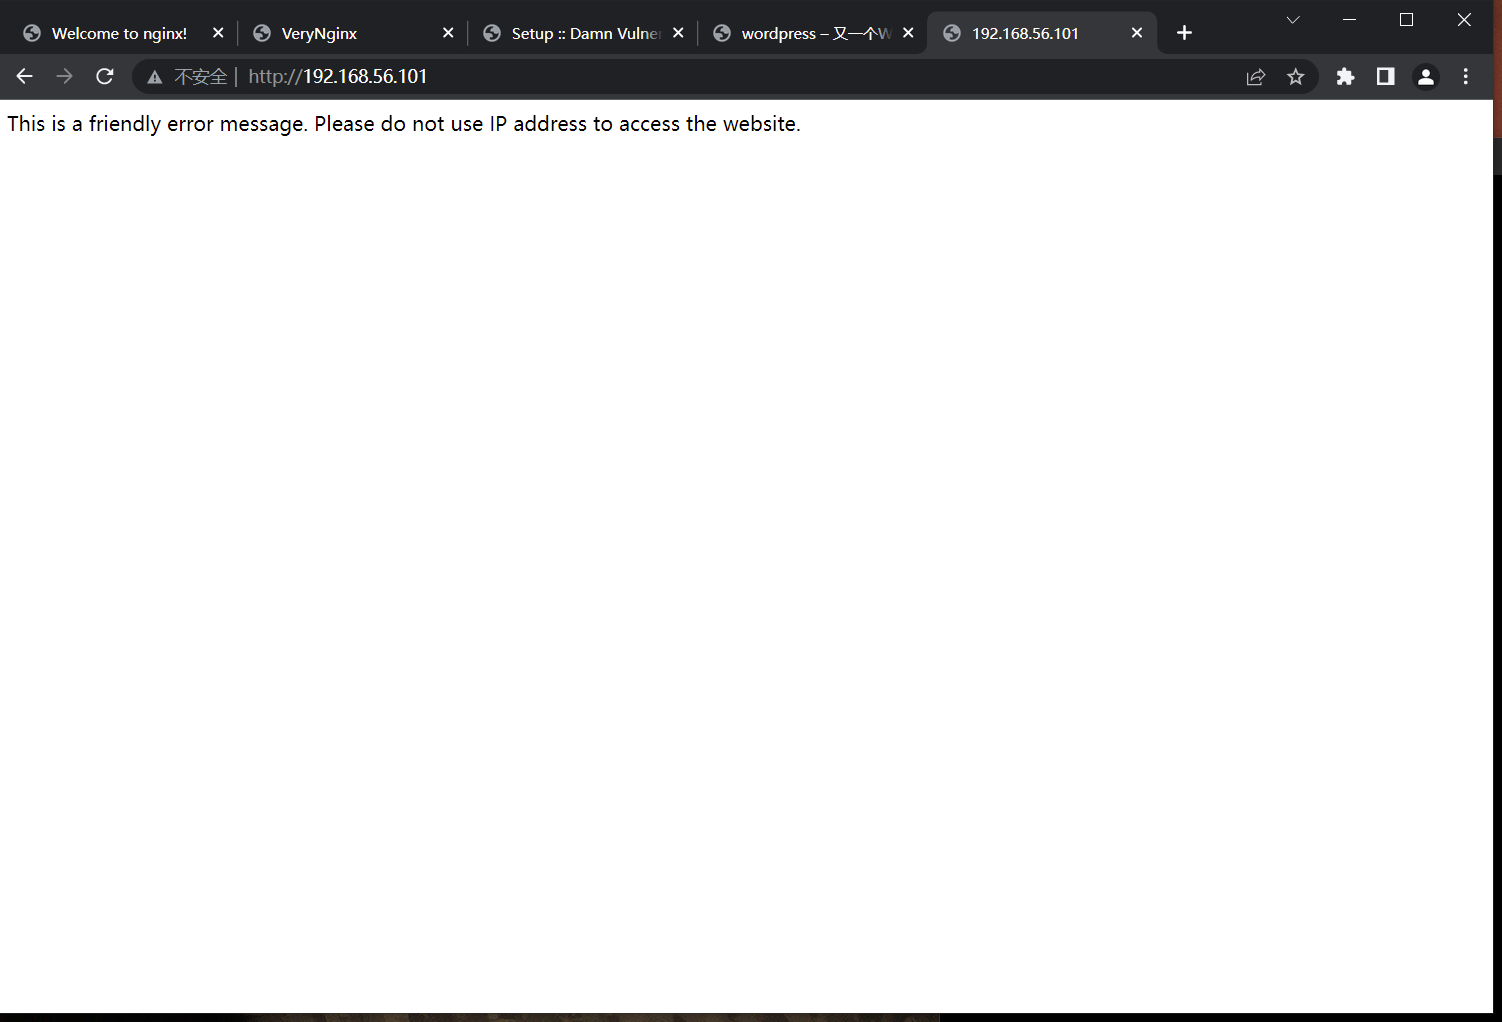 Welcome to nginx!
VeryNginx
Setup :: Damn Vulner
wordpress – 又一个W
192.168.56.101
不安全 | http://192.168.56.101
This is a friendly error message. Please do not use IP address to access the website.